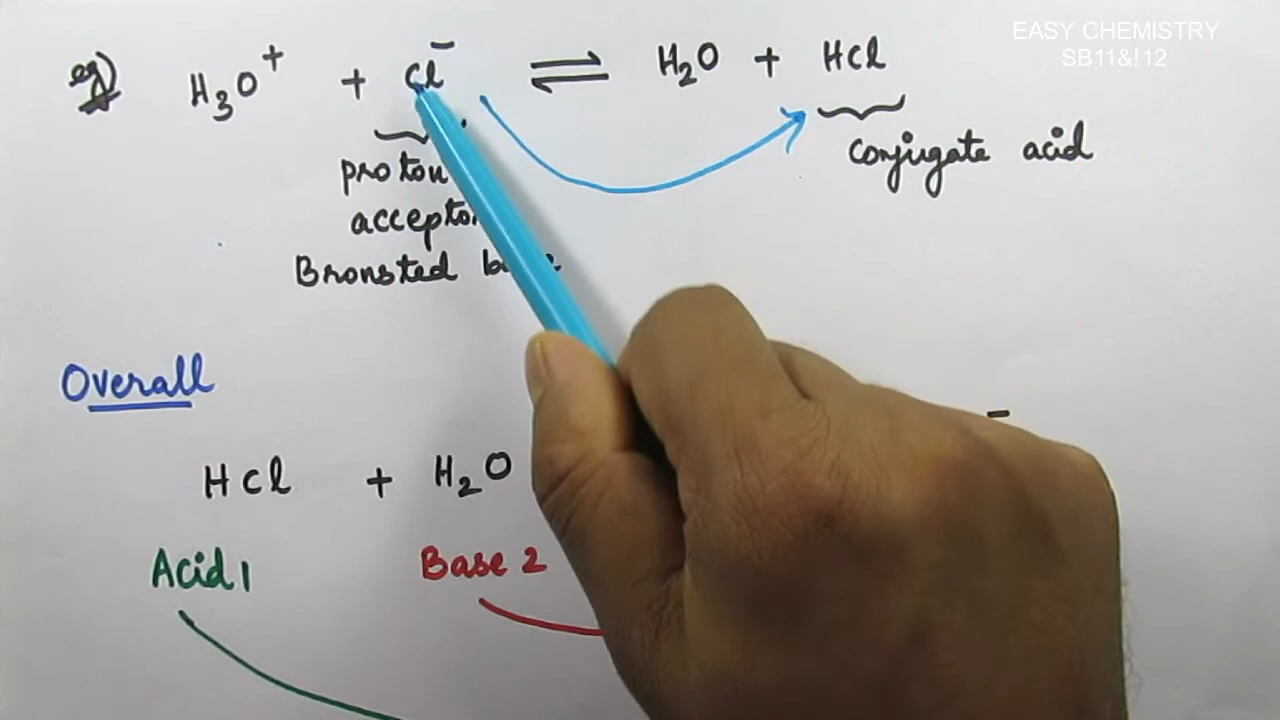 EASY CHEMISTRY
SB11&!12
eg) H₃O⁺ + Cl⁻ ⇌ H₂O + HCl
proton
conjugate acid
Bronsted
Overall
HCl + H₂O
Acid 1
Base 2